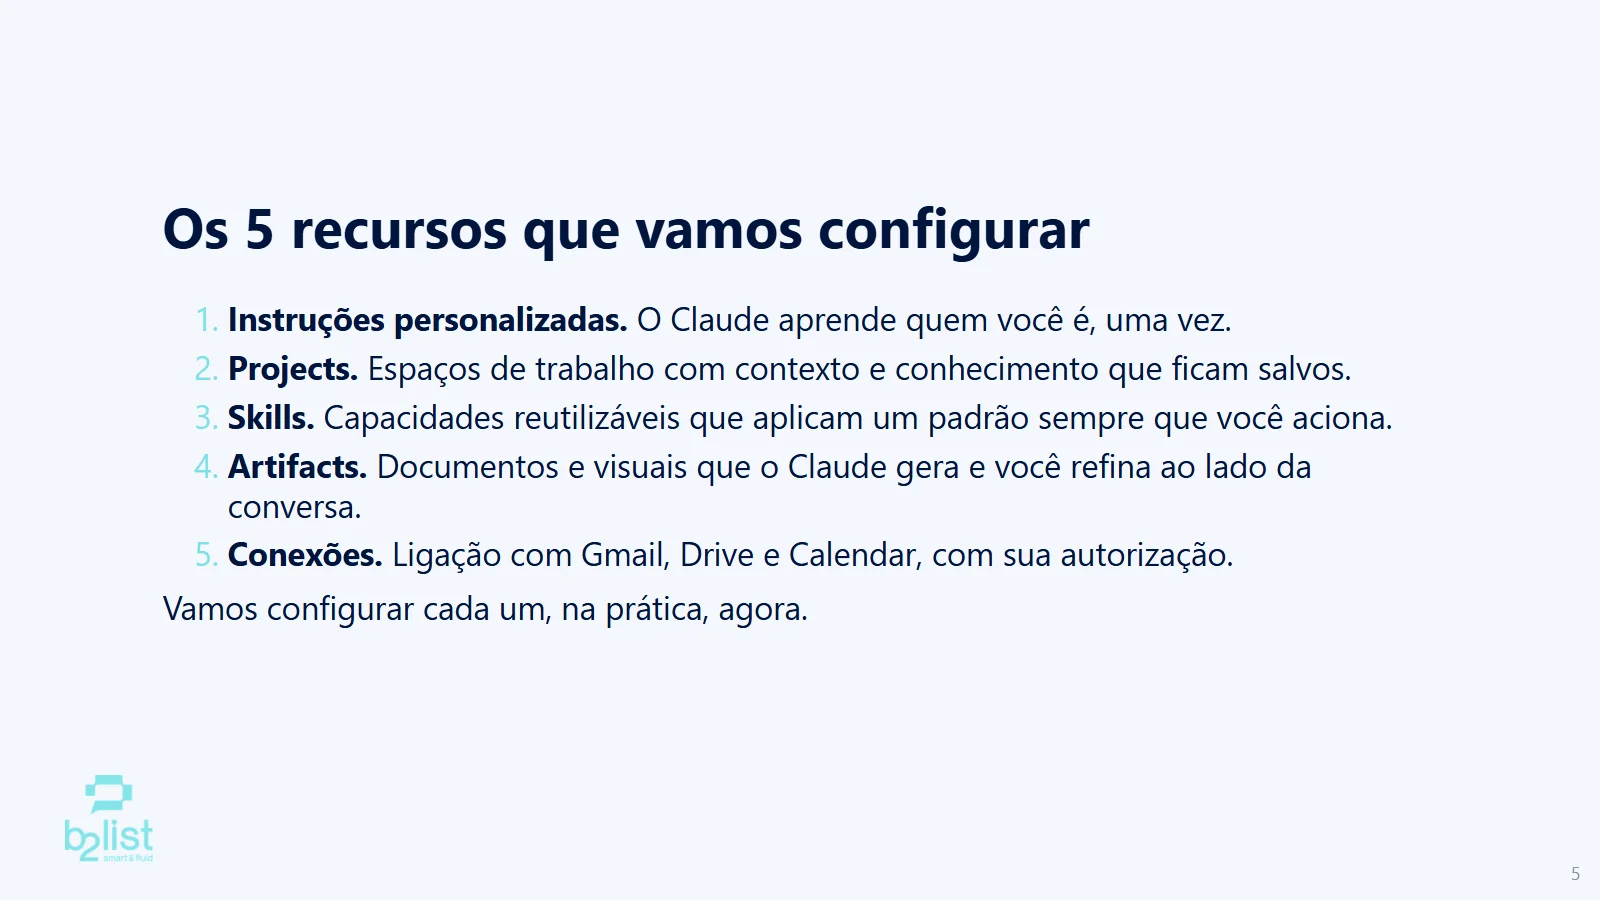 Os 5 recursos que vamos configurar
1. Instruções personalizadas. O Claude aprende quem você é, uma vez.
2. Projects. Espaços de trabalho com contexto e conhecimento que ficam salvos.
3. Skills. Capacidades reutilizáveis que aplicam um padrão sempre que você aciona.
4. Artifacts. Documentos e visuais que o Claude gera e você refina ao lado da
conversa.
5. Conexões. Ligação com Gmail, Drive e Calendar, com sua autorização.
Vamos configurar cada um, na prática, agora.
b2list
smart & fluid
5